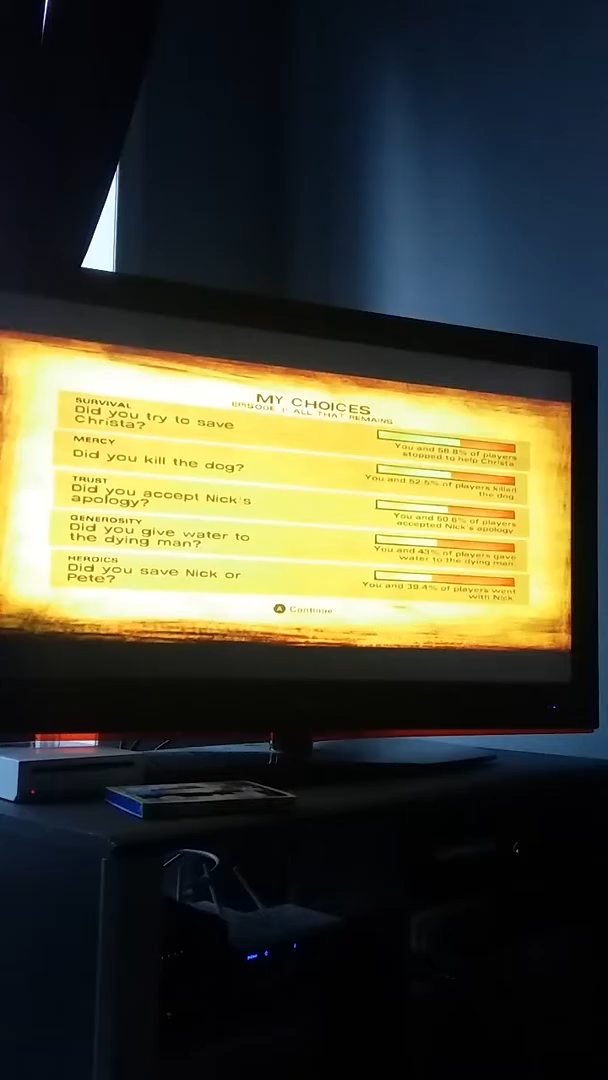 MY CHOICES
EPISODE 1: ALL THAT REMAINS
SURVIVAL
Did you try to save
Christa?
You and 58.8% of players
stopped to help Christa
MERCY
Did you kill the dog?
You and 52.5% of players killed
the dog
TRUST
Did you accept Nick's
apology?
You and 50.6% of players
accepted Nick's apology
GENEROSITY
Did you give water to
the dying man?
You and 43% of players gave
water to the dying man
HEROICS
Did you save Nick or
Pete?
You and 39.4% of players went
with Nick
A Continue